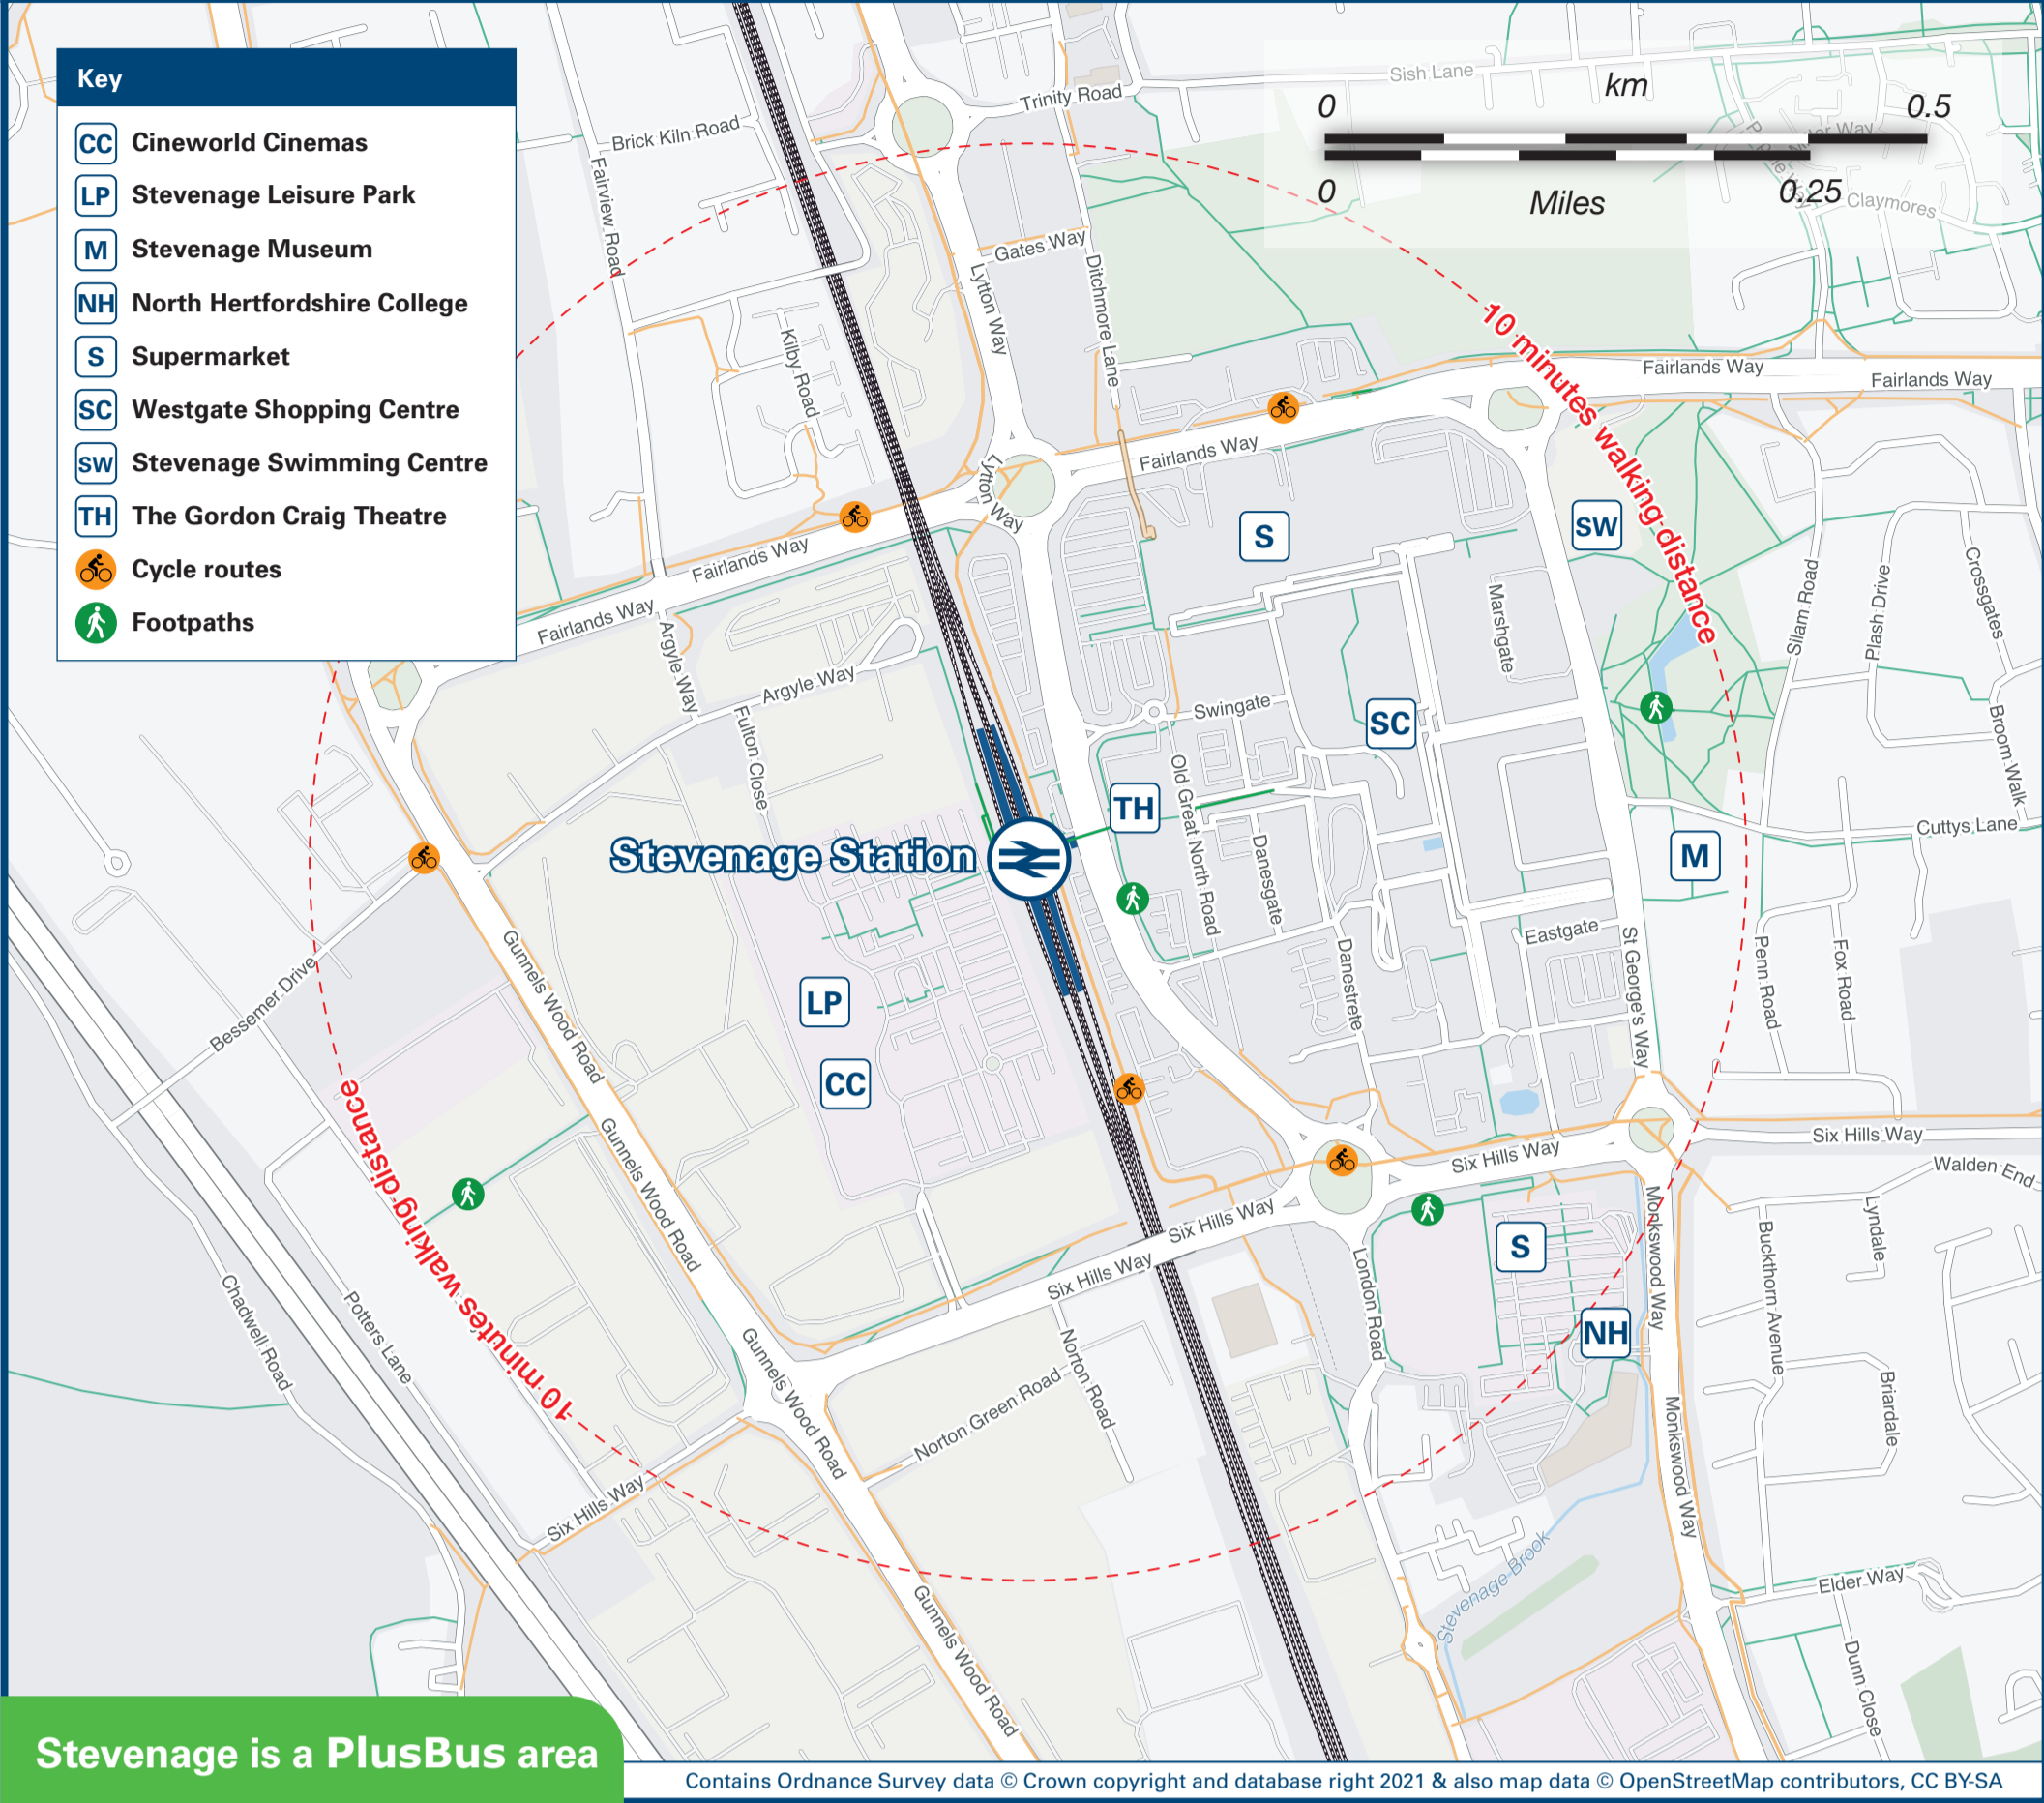 Key
CC Cineworld Cinemas
LP Stevenage Leisure Park
M Stevenage Museum
NH North Hertfordshire College
S Supermarket
SC Westgate Shopping Centre
SW Stevenage Swimming Centre
TH The Gordon Craig Theatre
Cycle routes
Footpaths
km
0 0.5
0 0.25
Miles
Sish Lane
Trinity Road
Brick Kiln Road
Fairview Road
Claymores
Gates Way
Lytton Way
Ditchmore Lane
Kilby Road
10 minutes walking distance
Fairlands Way
Fairlands Way
Fairlands Way
Lytton Way
Fairlands Way
Fairlands Way
S
SW
Marshgate
Silam Road
Plash Drive
Crossgates
Broom Walk
Argyle Way
Argyle Way
Fulton Close
Swingate
SC
Old Great North Road
TH
Danesgate
Stevenage Station
M
Cuttys Lane
Eastgate
St George's Way
Penn Road
Fox Road
Danestrete
Bessemer Drive
Gunnels Wood Road
LP
CC
10 minutes walking distance
Gunnels Wood Road
Six Hills Way
Six Hills Way
Walden End
Six Hills Way
Six Hills Way
Monkswood Way
Lyndale
Buckthorn Avenue
S
NH
London Road
Chadwell Road
Potters Lane
Gunnels Wood Road
Norton Road
Norton Green Road
Briardale
Monkswood Way
Six Hills Way
Stevenage Brook
Elder Way
Gunnels Wood Road
Dunn Close
Stevenage is a PlusBus area
Contains Ordnance Survey data © Crown copyright and database right 2021 & also map data © OpenStreetMap contributors, CC BY-SA